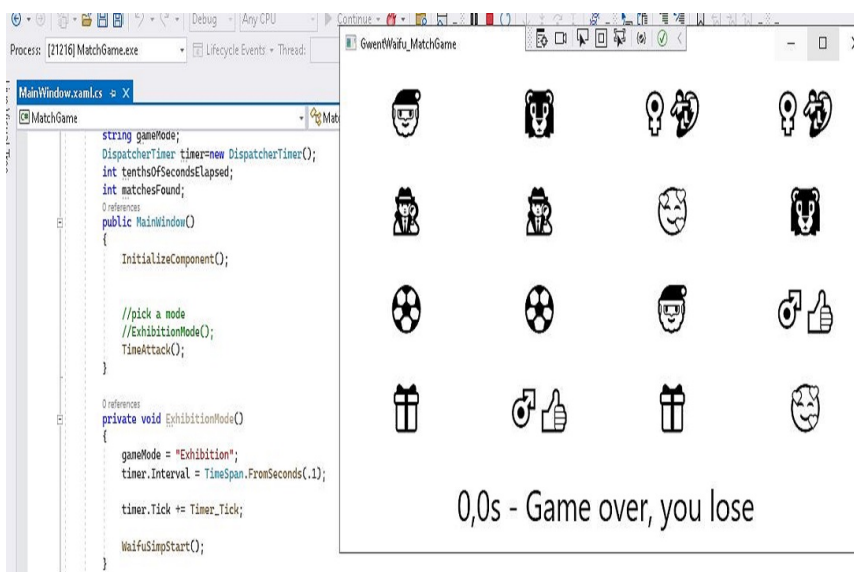 Debug
Any CPU
Continue
Process: [21216] MatchGame.exe
Lifecycle Events
Thread:
MainWindow.xaml.cs
MatchGame
string gameMode;
DispatcherTimer timer=new DispatcherTimer();
int tenthsOfSecondsElapsed;
int matchesFound;
0 references
public MainWindow()
{
InitializeComponent();
//pick a mode
//ExhibitionMode();
TimeAttack();
}
0 references
private void ExhibitionMode()
{
gameMode = "Exhibition";
timer.Interval = TimeSpan.FromSeconds(.1);
timer.Tick += Timer_Tick;
WaifuSimpStart();
}
GwentWaifu_MatchGame
0,0s - Game over, you lose